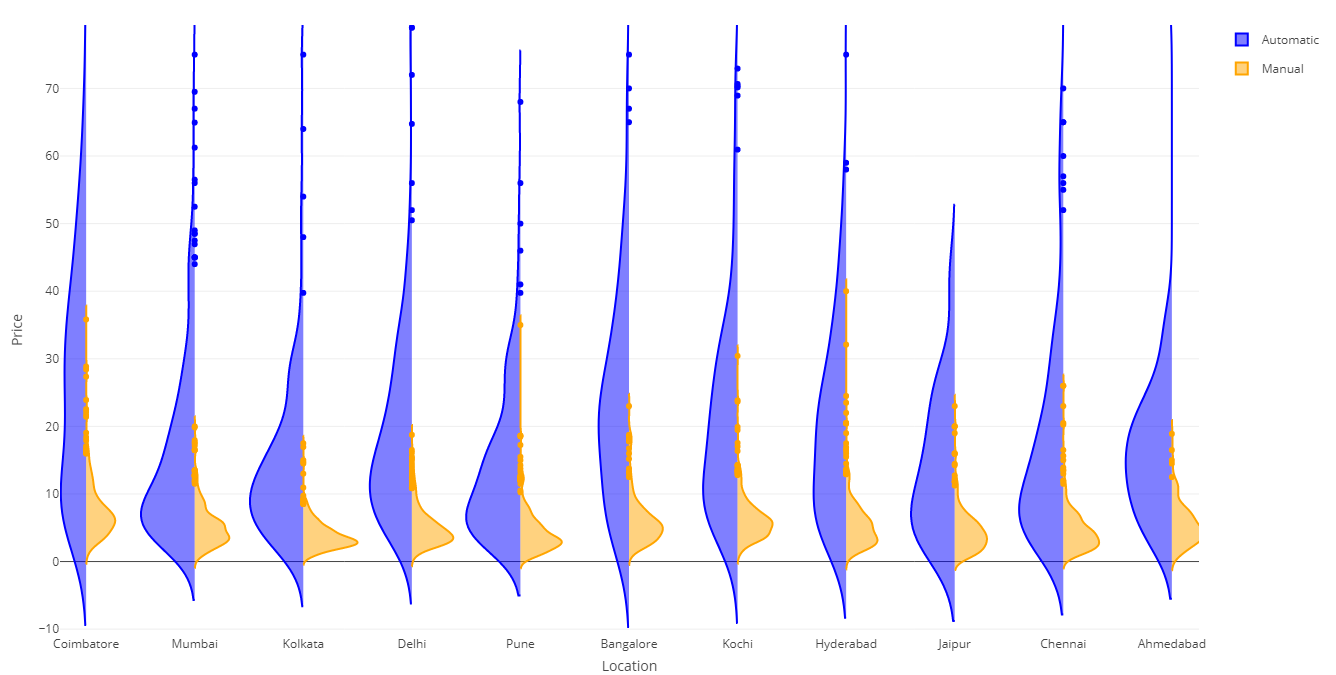 Automatic
Manual
70
60
50
40
30
20
10
0
−10
Price
Coimbatore Mumbai Kolkata Delhi Pune Bangalore Kochi Hyderabad Jaipur Chennai Ahmedabad
Location